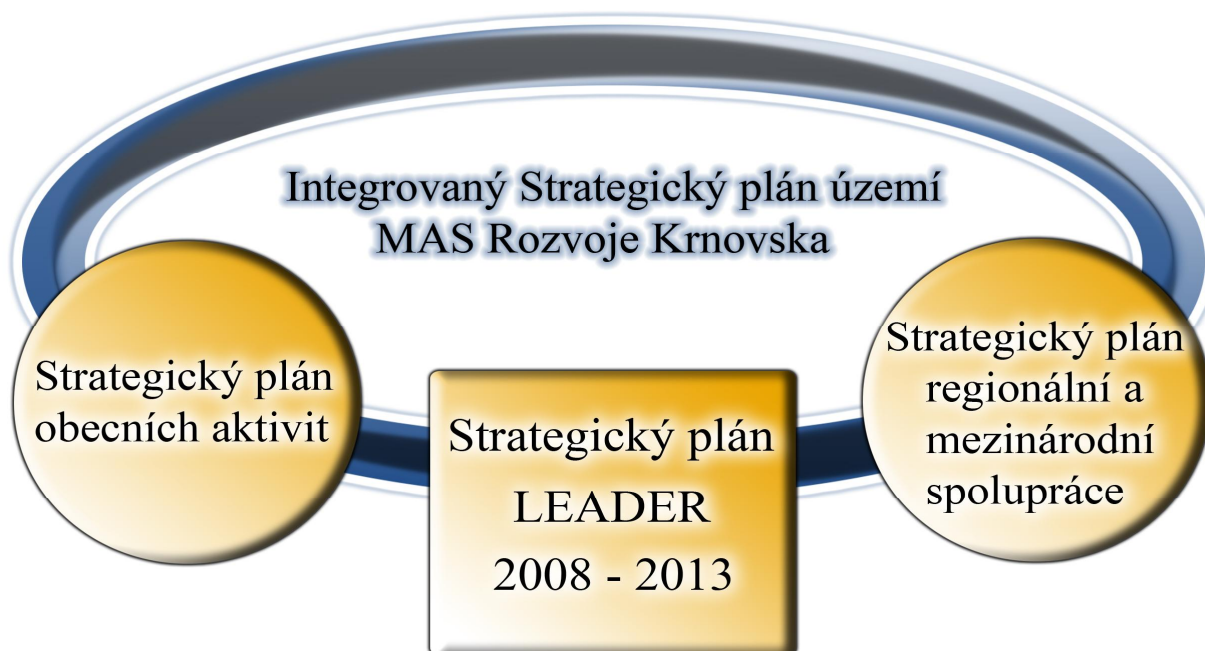 Integrovaný Strategický plán území
MAS Rozvoje Krnovska
Strategický plán
obecních aktivit
Strategický plán
LEADER
2008 - 2013
Strategický plán
regionální a
mezinárodní
spolupráce